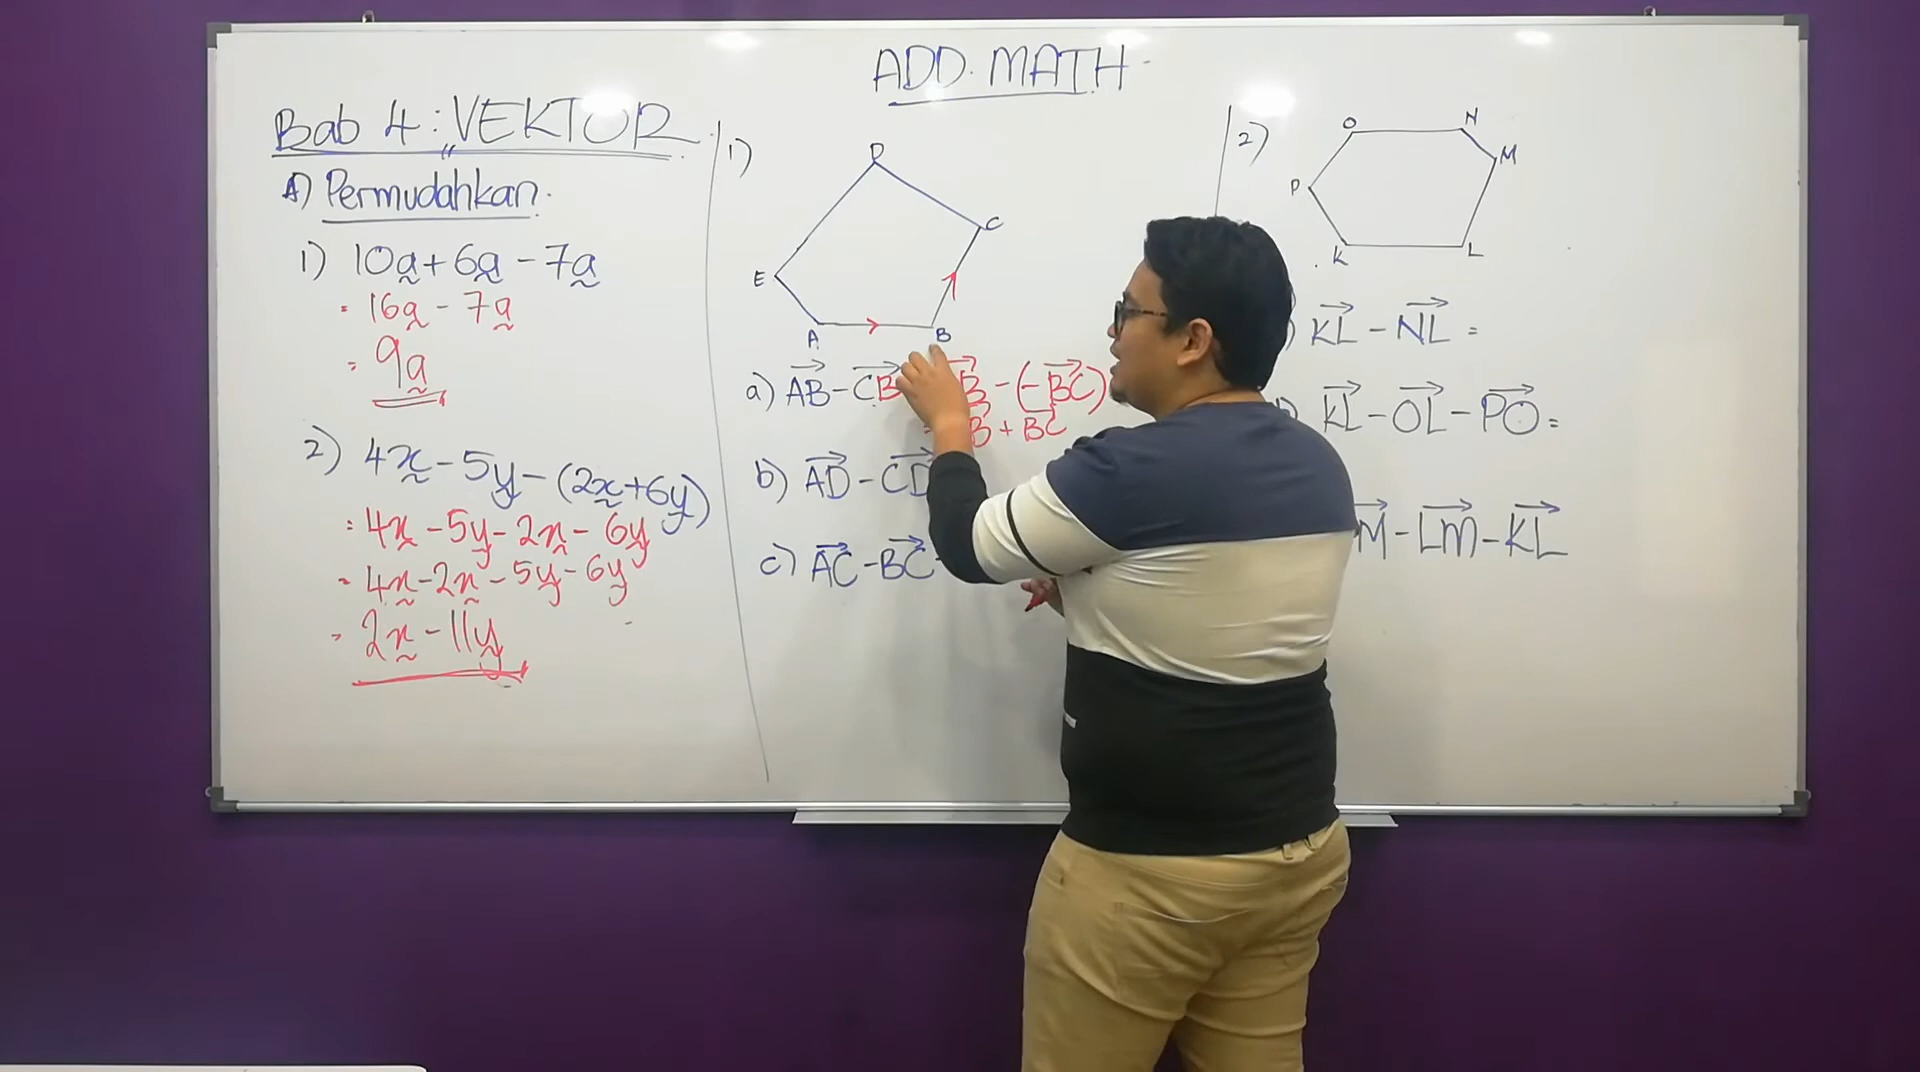 ADD. MATH
Bab 4: VEKTOR
A) Permudahkan.
1) 10a + 6a - 7a
= 16a - 7a
= 9a
2) 4x - 5y - (2x + 6y)
= 4x - 5y - 2x - 6y
= 4x - 2x - 5y - 6y
= 2x - 11y
1)
D
C
E
A
B
a) AB - CB B - (-BC)
B + BC
b) AD - CD
c) AC - BC
2)
O
N
M
P
K
L
KL - NL =
KL - OL - PO =
M - LM - KL